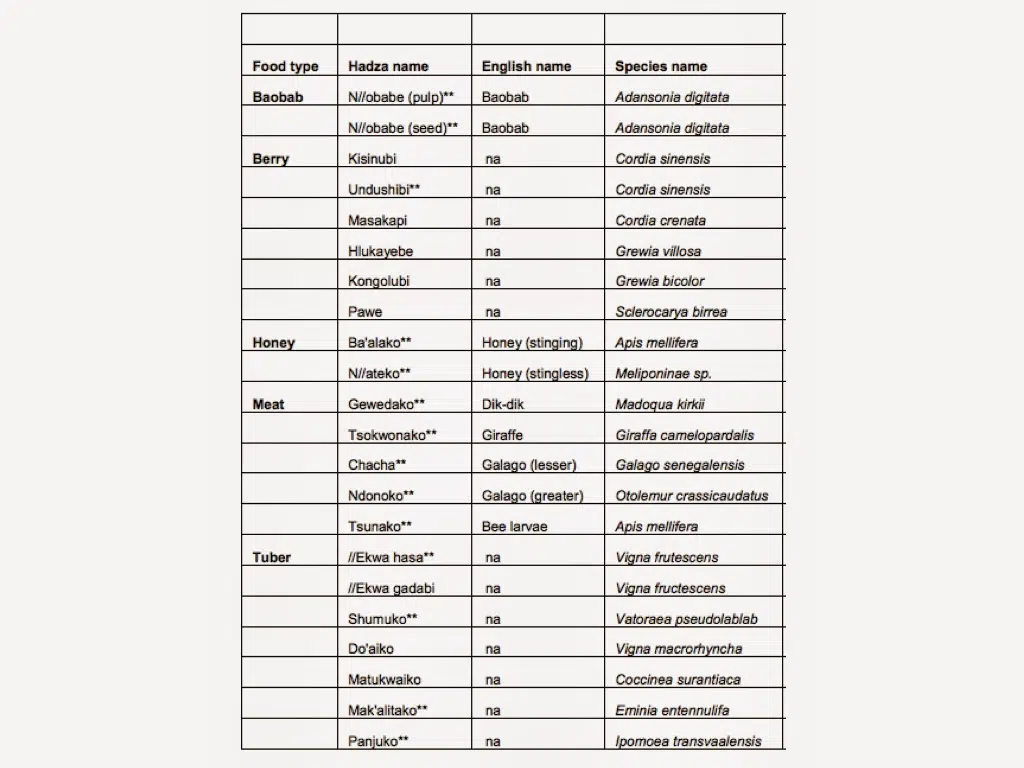 Food type Hadza name English name Species name
Baobab N//obabe (pulp)** Baobab Adansonia digitata
N//obabe (seed)** Baobab Adansonia digitata
Berry Kisinubi na Cordia sinensis
Undushibi** na Cordia sinensis
Masakapi na Cordia crenata
Hlukayebe na Grewia villosa
Kongolubi na Grewia bicolor
Pawe na Sclerocarya birrea
Honey Ba'alako** Honey (stinging) Apis mellifera
N//ateko** Honey (stingless) Meliponinae sp.
Meat Gewedako** Dik-dik Madoqua kirkii
Tsokwonako** Giraffe Giraffa camelopardalis
Chacha** Galago (lesser) Galago senegalensis
Ndonoko** Galago (greater) Otolemur crassicaudatus
Tsunako** Bee larvae Apis mellifera
Tuber //Ekwa hasa** na Vigna frutescens
//Ekwa gadabi na Vigna fructescens
Shumuko** na Vatoraea pseudolablab
Do'aiko na Vigna macrorhyncha
Matukwaiko na Coccinea surantiaca
Mak'alitako** na Eminia entennulifa
Panjuko** na Ipomoea transvaalensis